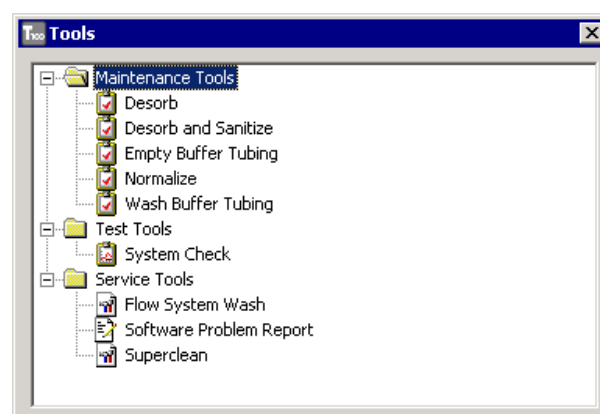 T100 Tools
Maintenance Tools
Desorb
Desorb and Sanitize
Empty Buffer Tubing
Normalize
Wash Buffer Tubing
Test Tools
System Check
Service Tools
Flow System Wash
Software Problem Report
Superclean